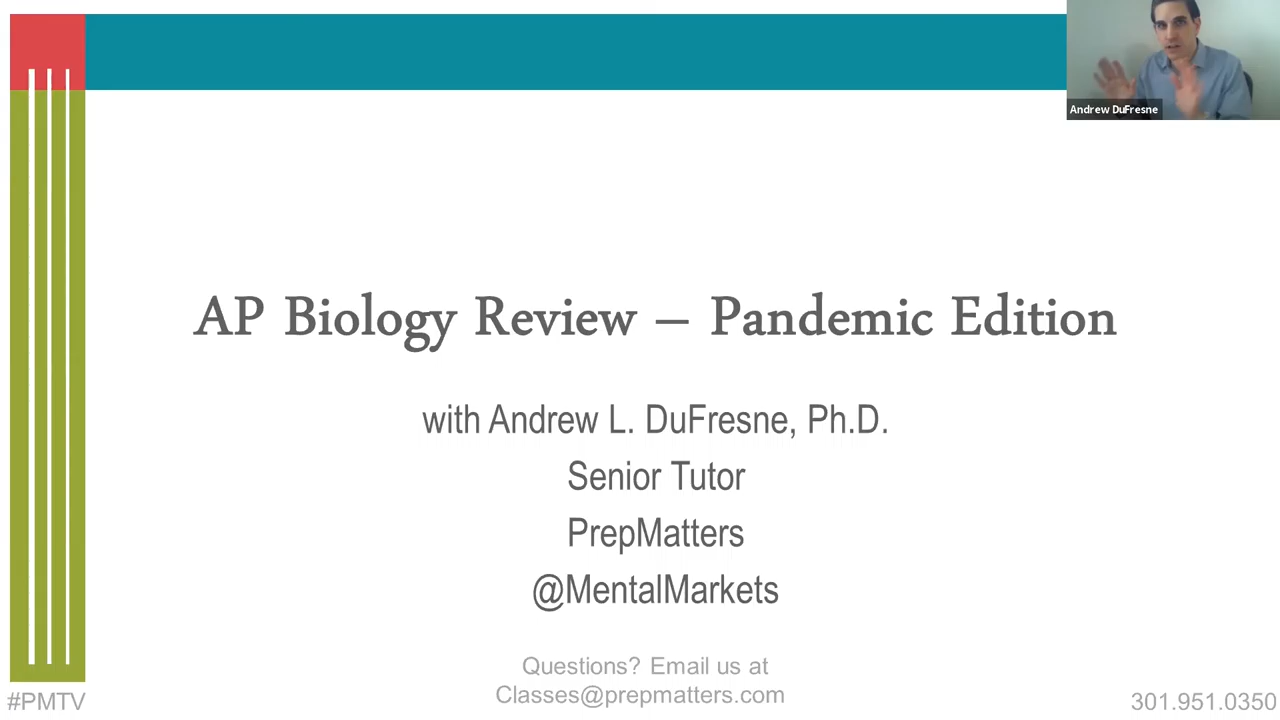 Andrew DuFresne
AP Biology Review – Pandemic Edition
with Andrew L. DuFresne, Ph.D.
Senior Tutor
PrepMatters
@MentalMarkets
Questions? Email us at
Classes@prepmatters.com
#PMTV
301.951.0350